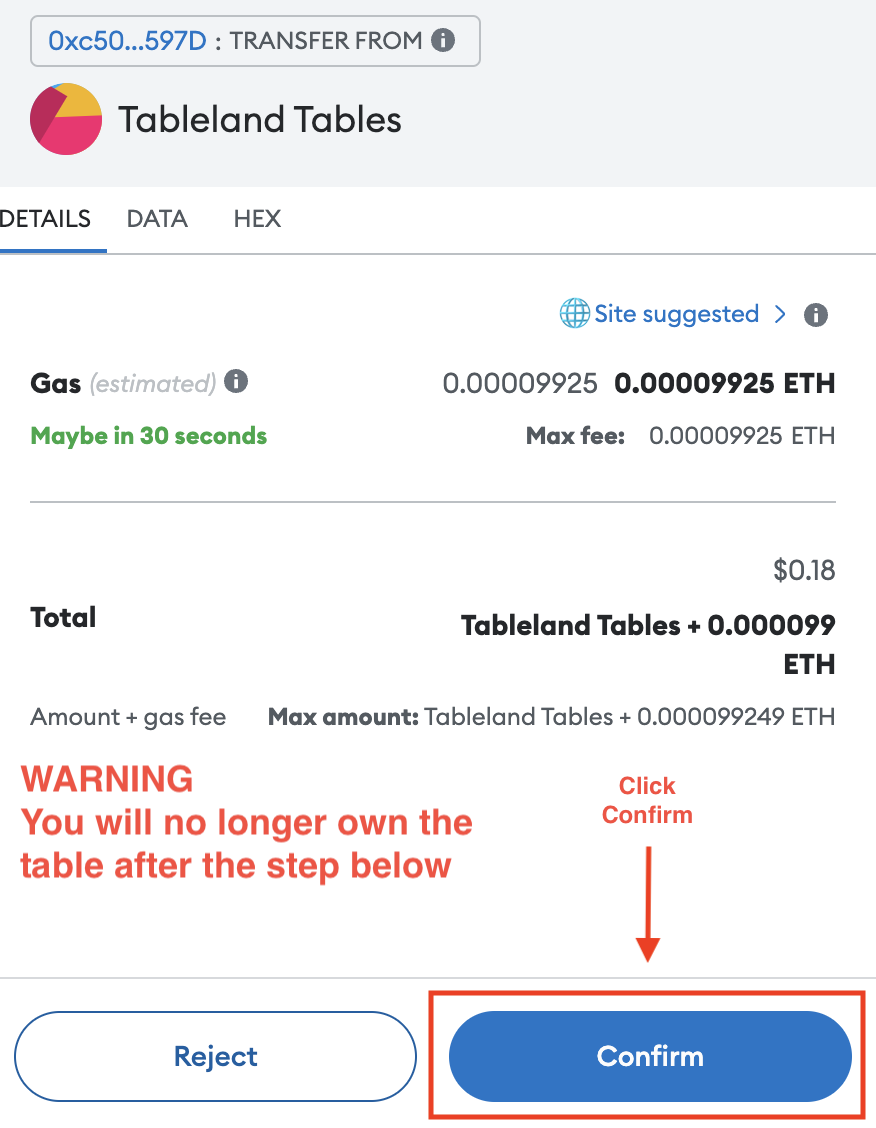 0xc50...597D : TRANSFER FROM
Tableland Tables
DETAILS DATA HEX
Site suggested >
Gas (estimated) 0.00009925 0.00009925 ETH
Maybe in 30 seconds Max fee: 0.00009925 ETH
$0.18
Total Tableland Tables + 0.000099
ETH
Amount + gas fee Max amount: Tableland Tables + 0.000099249 ETH
WARNING
You will no longer own the
table after the step below
Click
Confirm
Reject Confirm